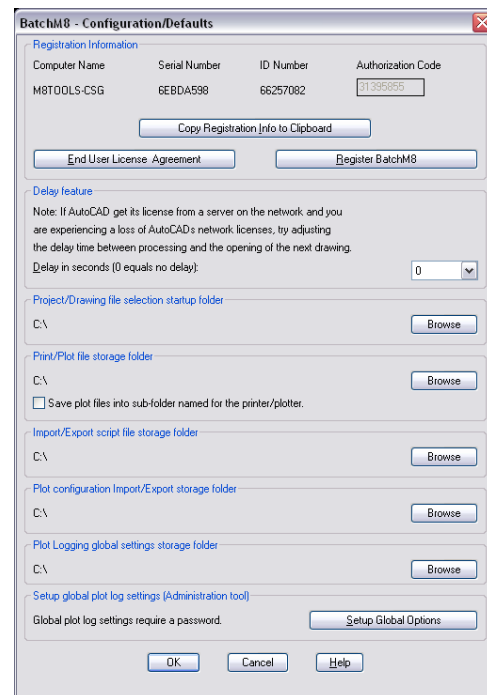 BatchM8 - Configuration/Defaults
Registration Information
Computer Name Serial Number ID Number Authorization Code
M8TOOLS-CSG 6EBDA598 66257082 31395855
Copy Registration Info to Clipboard
End User License Agreement Register BatchM8
Delay feature
Note: If AutoCAD get its license from a server on the network and you
are experiencing a loss of AutoCADs network licenses, try adjusting
the delay time between processing and the opening of the next drawing.
Delay in seconds (0 equals no delay): 0
Project/Drawing file selection startup folder
C:\ Browse
Print/Plot file storage folder
C:\ Browse
Save plot files into sub-folder named for the printer/plotter.
Import/Export script file storage folder
C:\ Browse
Plot configuration Import/Export storage folder
C:\ Browse
Plot Logging global settings storage folder
C:\ Browse
Setup global plot log settings (Administration tool)
Global plot log settings require a password. Setup Global Options
OK Cancel Help